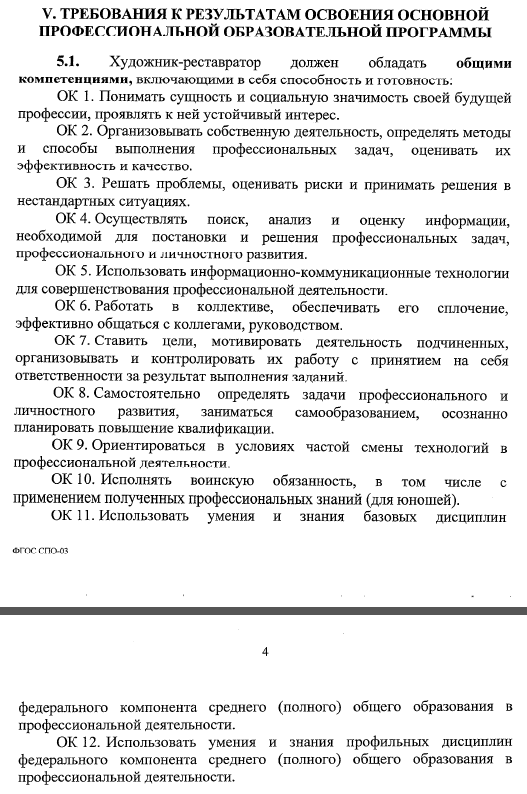 V. ТРЕБОВАНИЯ К РЕЗУЛЬТАТАМ ОСВОЕНИЯ ОСНОВНОЙ
ПРОФЕССИОНАЛЬНОЙ ОБРАЗОВАТЕЛЬНОЙ ПРОГРАММЫ
5.1. Художник-реставратор должен обладать общими
компетенциями, включающими в себя способность и готовность:
ОК 1. Понимать сущность и социальную значимость своей будущей
профессии, проявлять к ней устойчивый интерес.
ОК 2. Организовывать собственную деятельность, определять методы
и способы выполнения профессиональных задач, оценивать их
эффективность и качество.
ОК 3. Решать проблемы, оценивать риски и принимать решения в
нестандартных ситуациях.
ОК 4. Осуществлять поиск, анализ и оценку информации,
необходимой для постановки и решения профессиональных задач,
профессионального и личностного развития.
ОК 5. Использовать информационно-коммуникационные технологии
для совершенствования профессиональной деятельности.
ОК 6. Работать в коллективе, обеспечивать его сплочение,
эффективно общаться с коллегами, руководством.
ОК 7. Ставить цели, мотивировать деятельность подчиненных,
организовывать и контролировать их работу с принятием на себя
ответственности за результат выполнения заданий.
ОК 8. Самостоятельно определять задачи профессионального и
личностного развития, заниматься самообразованием, осознанно
планировать повышение квалификации.
ОК 9. Ориентироваться в условиях частой смены технологий в
профессиональной деятельности.
ОК 10. Исполнять воинскую обязанность, в том числе с
применением полученных профессиональных знаний (для юношей).
ОК 11. Использовать умения и знания базовых дисциплин
ФГОС СПО-03
4
федерального компонента среднего (полного) общего образования в
профессиональной деятельности.
ОК 12. Использовать умения и знания профильных дисциплин
федерального компонента среднего (полного) общего образования в
профессиональной деятельности.